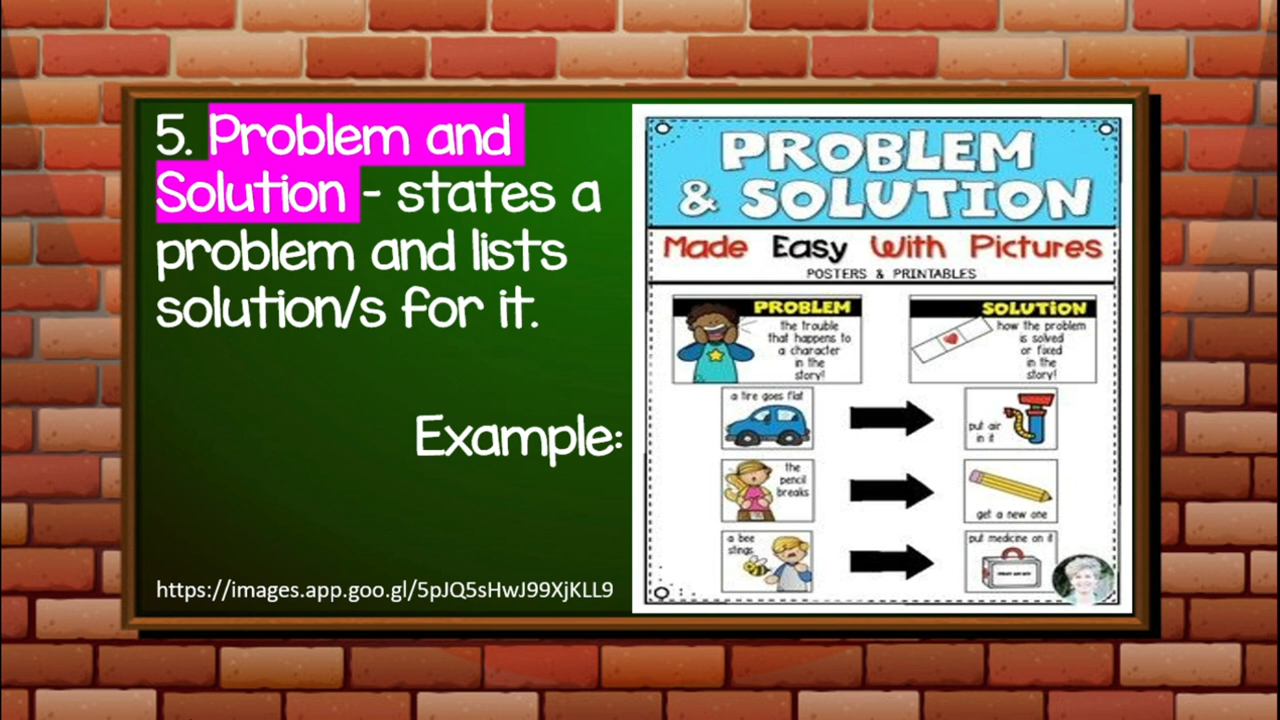 5. Problem and
Solution - states a
problem and lists
solution/s for it.
Example:
https://images.app.goo.gl/5pJQ5sHwJ99XjKLL9
PROBLEM
& SOLUTION
Made Easy With Pictures
POSTERS & PRINTABLES
PROBLEM
the trouble
that happens to
a character
in the
story!
SOLUTION
how the problem
is solved
or fixed
in the
story!
a tire goes flat
put air
in it
the
pencil
breaks
get a new one
a bee
stings
put medicine on it